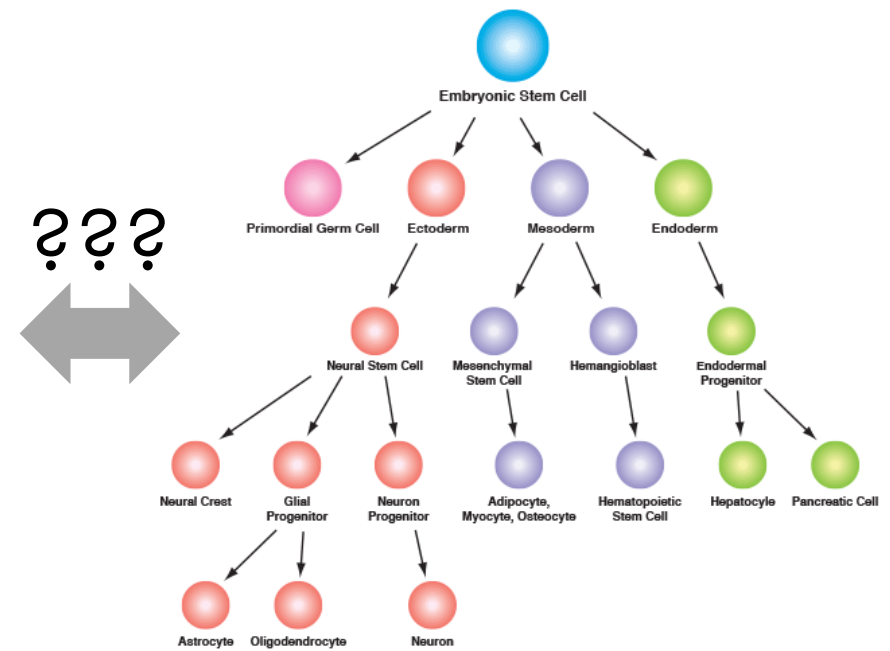 Embryonic Stem Cell
Primordial Germ Cell
Ectoderm
Mesoderm
Endoderm
???
Neural Stem Cell
Mesenchymal
Stem Cell
Hemangioblast
Endodermal
Progenitor
Neural Crest
Glial
Progenitor
Neuron
Progenitor
Adipocyte,
Myocyte, Osteocyte
Hematopoietic
Stem Cell
Hepatocyle
Pancreatic Cell
Astrocyte
Oligodendrocyte
Neuron